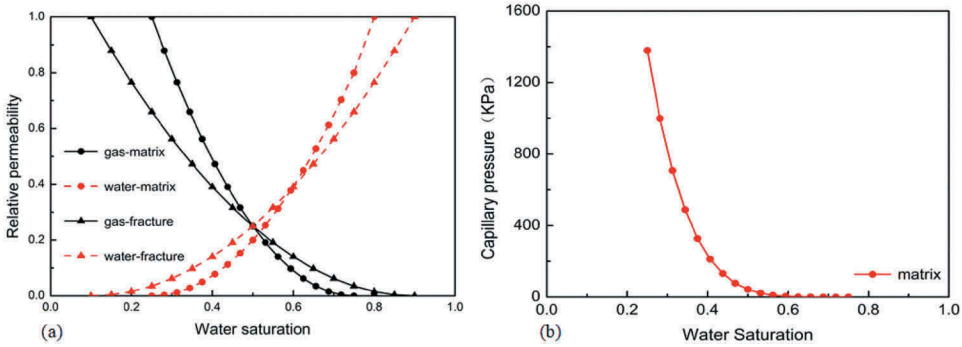 1.0
0.8
0.6
0.4
0.2
0.0
Relative permeability
gas-matrix
water-matrix
gas-fracture
water-fracture
0.0 0.2 0.4 0.6 0.8 1.0
Water saturation
(a)
1600
1200
800
400
0
Capillary pressure（KPa）
matrix
0.0 0.2 0.4 0.6 0.8 1.0
Water Saturation
(b)